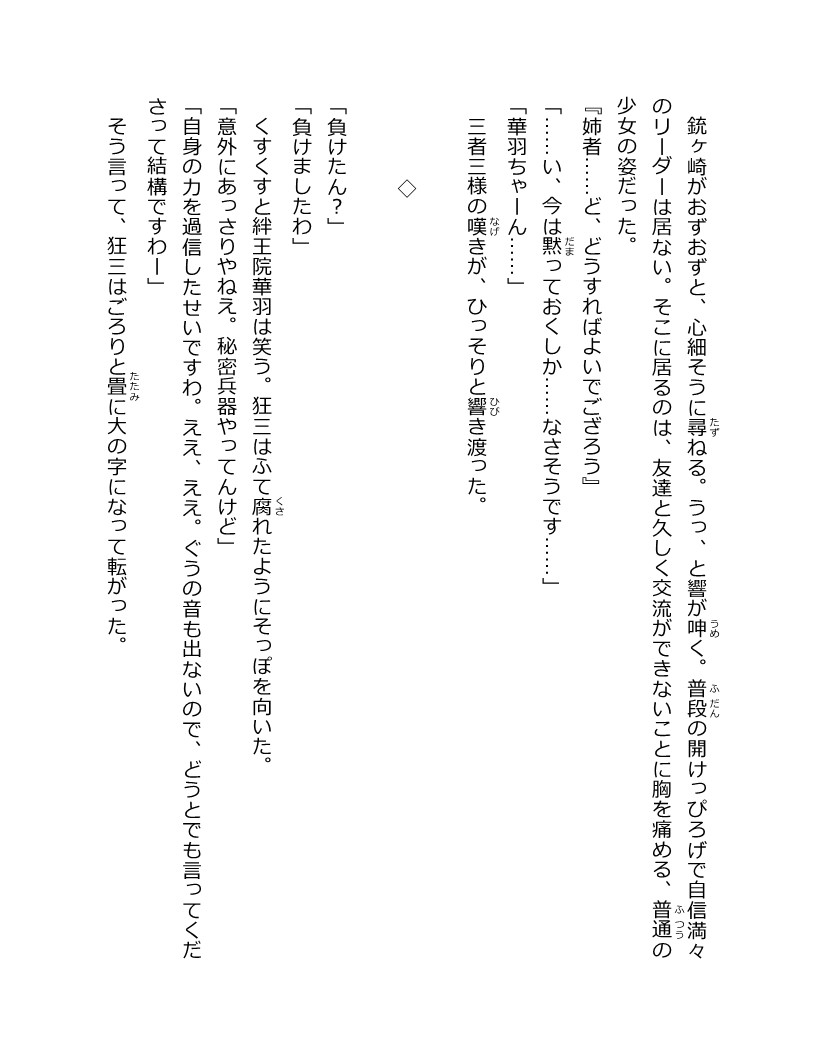 銃ヶ崎がおずおずと、心細そうに尋ねる。うっ、と響が呻く。普段の開けっぴろげで自信満々
のリーダーは居ない。そこに居るのは、友達と久しく交流ができないことに胸を痛める、普通の
少女の姿だった。
『姉者……ど、どうすればよいでござろう』
「……い、今は黙っておくしか……なさそうです……」
「華羽ちゃーん……」
三者三様の嘆きが、ひっそりと響き渡った。
◇
「負けたん？」
「負けましたわ」
くすくすと絆王院華羽は笑う。狂三はふて腐れたようにそっぽを向いた。
「意外にあっさりやねえ。秘密兵器やってんけど」
「自身の力を過信したせいですわ。ええ、ええ。ぐうの音も出ないので、どうとでも言ってくだ
さって結構ですわー」
そう言って、狂三はごろりと畳に大の字になって転がった。